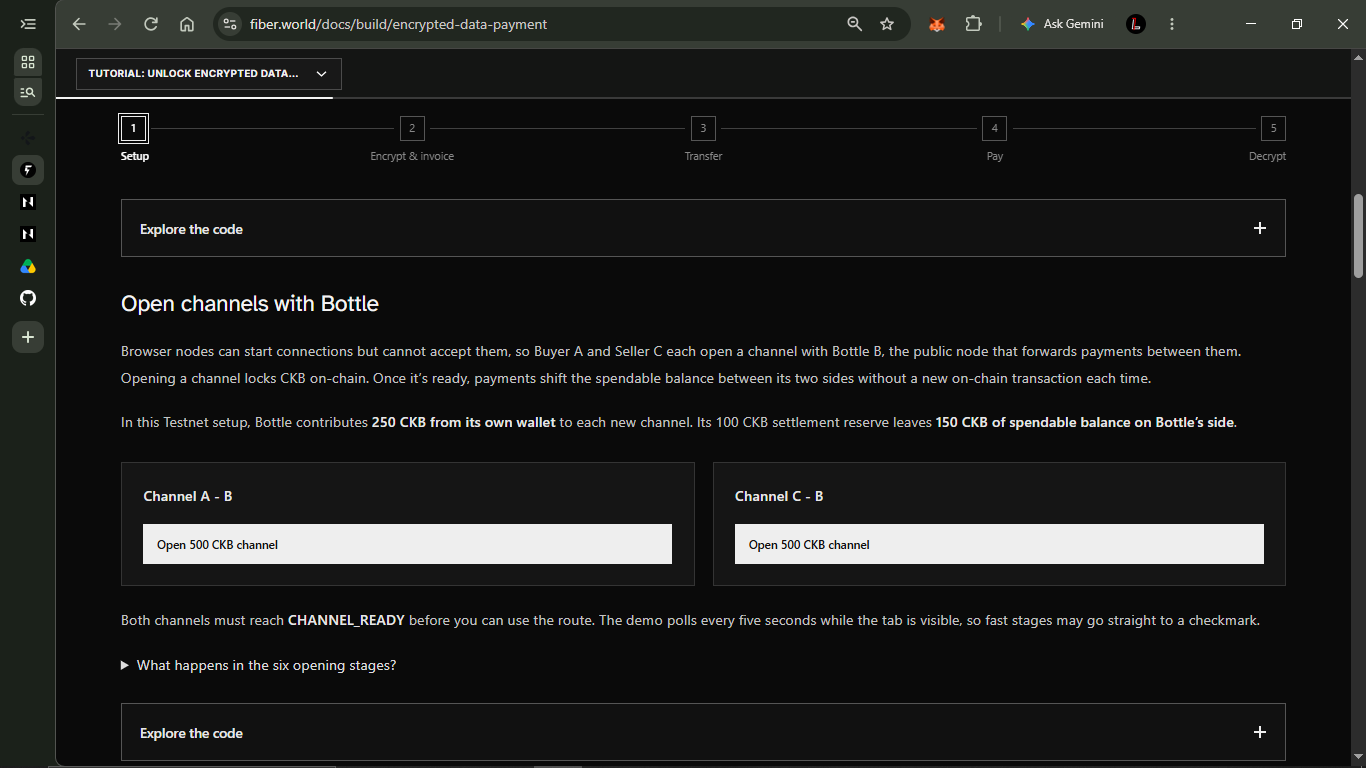 fiber.world/docs/build/encrypted-data-payment
Ask Gemini
TUTORIAL: UNLOCK ENCRYPTED DATA...
1
2
3
4
5
Setup
Encrypt & invoice
Transfer
Pay
Decrypt
Explore the code
Open channels with Bottle
Browser nodes can start connections but cannot accept them, so Buyer A and Seller C each open a channel with Bottle B, the public node that forwards payments between them.
Opening a channel locks CKB on-chain. Once it’s ready, payments shift the spendable balance between its two sides without a new on-chain transaction each time.
In this Testnet setup, Bottle contributes 250 CKB from its own wallet to each new channel. Its 100 CKB settlement reserve leaves 150 CKB of spendable balance on Bottle’s side.
Channel A - B
Open 500 CKB channel
Channel C - B
Open 500 CKB channel
Both channels must reach CHANNEL_READY before you can use the route. The demo polls every five seconds while the tab is visible, so fast stages may go straight to a checkmark.
What happens in the six opening stages?
Explore the code